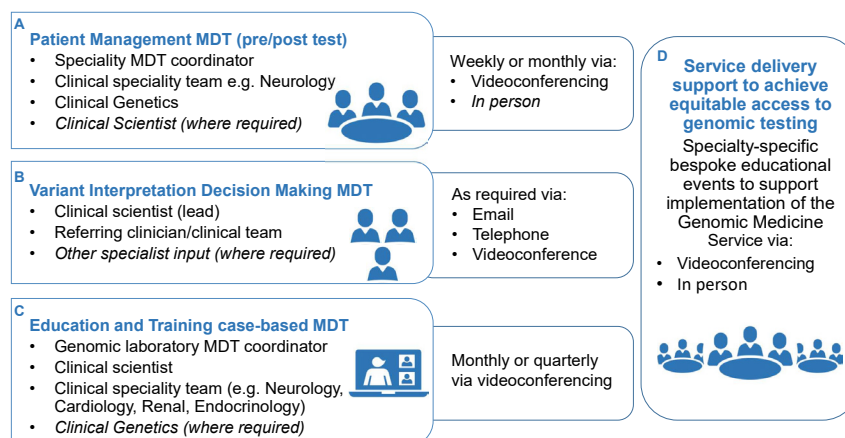 A
Patient Management MDT (pre/post test)
• Speciality MDT coordinator
• Clinical speciality team e.g. Neurology
• Clinical Genetics
• Clinical Scientist (where required)
Weekly or monthly via:
• Videoconferencing
• In person
B
Variant Interpretation Decision Making MDT
• Clinical scientist (lead)
• Referring clinician/clinical team
• Other specialist input (where required)
As required via:
• Email
• Telephone
• Videoconference
C
Education and Training case-based MDT
• Genomic laboratory MDT coordinator
• Clinical scientist
• Clinical speciality team (e.g. Neurology,
Cardiology, Renal, Endocrinology)
• Clinical Genetics (where required)
Monthly or quarterly
via videoconferencing
D
Service delivery
support to achieve
equitable access to
genomic testing
Specialty-specific
bespoke educational
events to support
implementation of the
Genomic Medicine
Service via:
• Videoconferencing
• In person